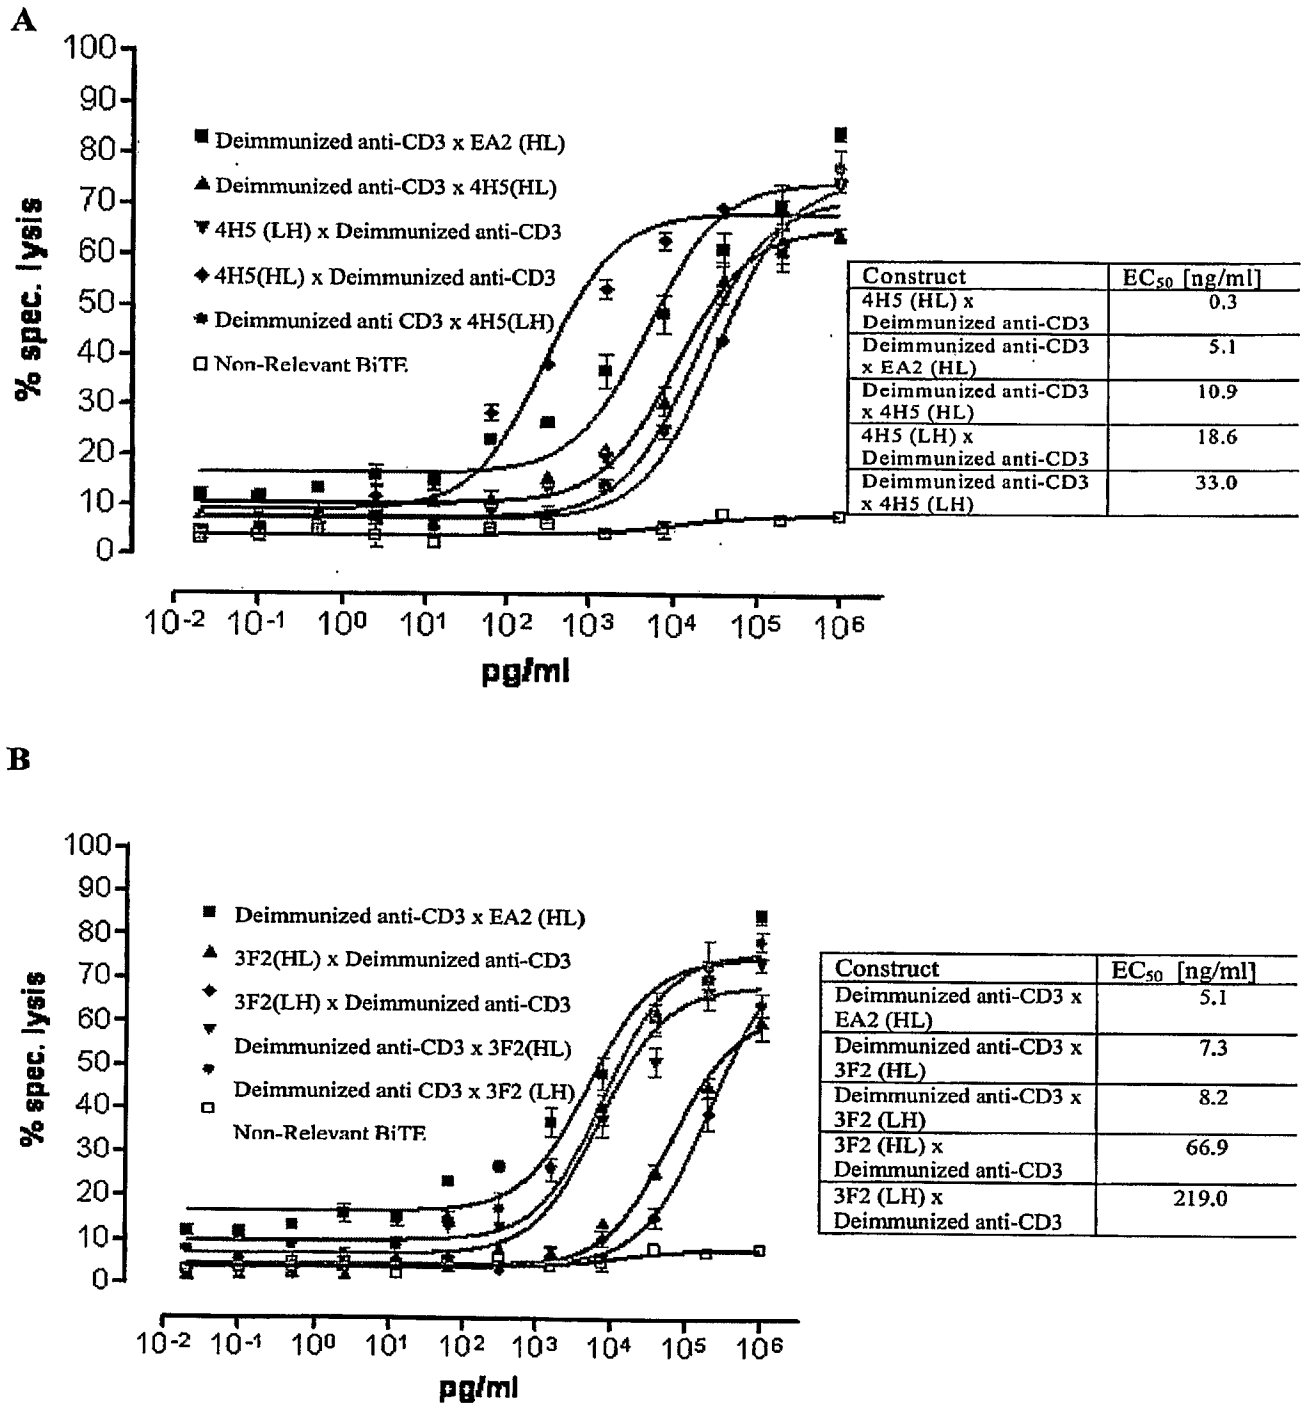 A
100
90
80
70
60
50
40
30
20
10
0
% spec. lysis
Deimmunized anti-CD3 x EA2 (HL)
Deimmunized anti-CD3 x 4H5(HL)
4H5 (LH) x Deimmunized anti-CD3
4H5(HL) x Deimmunized anti-CD3
Deimmunized anti CD3 x 4H5(LH)
Non-Relevant BiTE
10-2 10-1 100 101 102 103 104 105 106
pg/ml
Construct EC50 [ng/ml]
4H5 (HL) x 0.3
Deimmunized anti-CD3
Deimmunized anti-CD3 5.1
x EA2 (HL)
Deimmunized anti-CD3 10.9
x 4H5 (HL)
4H5 (LH) x 18.6
Deimmunized anti-CD3
Deimmunized anti-CD3 33.0
x 4H5 (LH)
B
100
90
80
70
60
50
40
30
20
10
0
% spec. lysis
Deimmunized anti-CD3 x EA2 (HL)
3F2(HL) x Deimmunized anti-CD3
3F2(LH) x Deimmunized anti-CD3
Deimmunized anti-CD3 x 3F2(HL)
Deimmunized anti CD3 x 3F2 (LH)
Non-Relevant BiTE
10-2 10-1 100 101 102 103 104 105 106
pg/ml
Construct EC50 [ng/ml]
Deimmunized anti-CD3 x 5.1
EA2 (HL)
Deimmunized anti-CD3 x 7.3
3F2 (HL)
Deimmunized anti-CD3 x 8.2
3F2 (LH)
3F2 (HL) x 66.9
Deimmunized anti-CD3
3F2 (LH) x 219.0
Deimmunized anti-CD3